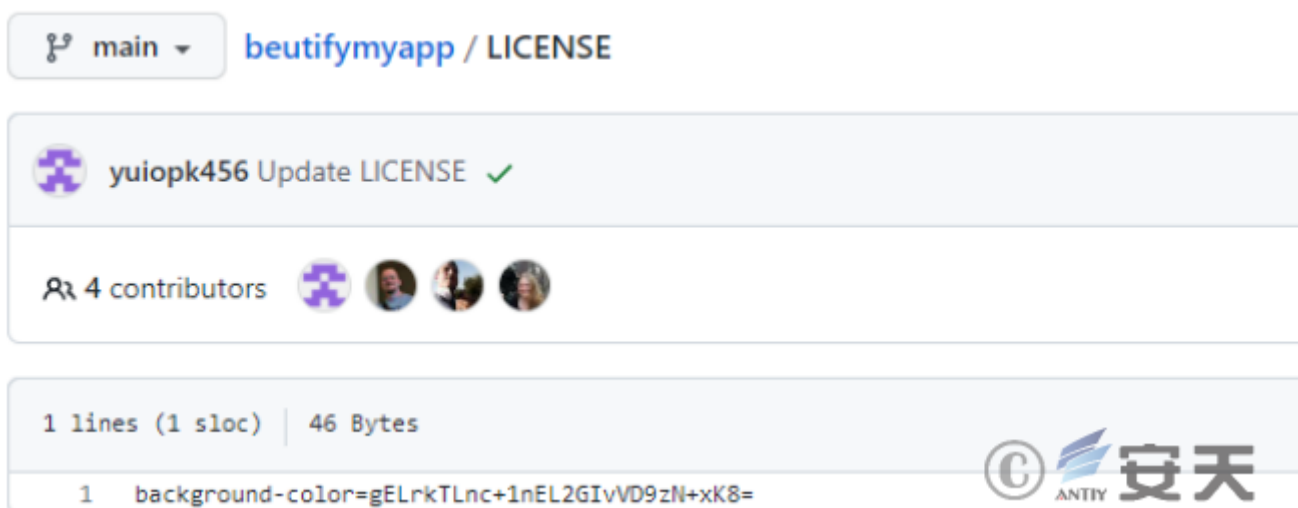 main beutifymyapp / LICENSE
yuiopk456 Update LICENSE
4 contributors
1 lines (1 sloc) 46 Bytes
1 background-color=gELrkTLnc+1nEL2GIvVD9zN+xK8=
© ANTIY 安天